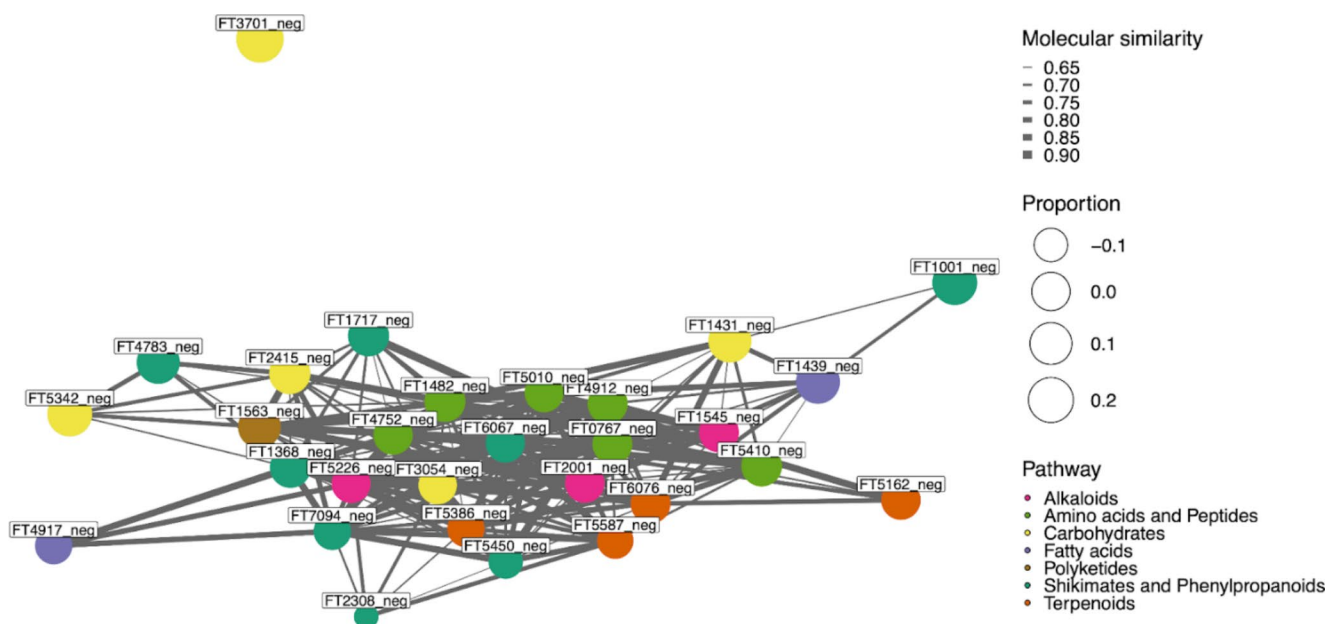 FT3701_neg
FT1001_neg
FT1717_neg
FT1431_neg
FT4783_neg
FT2415_neg
FT1439_neg
FT5342_neg
FT1482_neg
FT5010_neg
FT4912_neg
FT1563_neg
FT4752_neg
FT6067_neg
FT0767_neg
FT1545_neg
FT1368_neg
FT5226_neg
FT3054_neg
FT2001_neg
FT5410_neg
FT6076_neg
FT5162_neg
FT4917_neg
FT7094_neg
FT5386_neg
FT5587_neg
FT5450_neg
FT2308_neg
Molecular similarity
0.65
0.70
0.75
0.80
0.85
0.90
Proportion
−0.1
0.0
0.1
0.2
Pathway
Alkaloids
Amino acids and Peptides
Carbohydrates
Fatty acids
Polyketides
Shikimates and Phenylpropanoids
Terpenoids